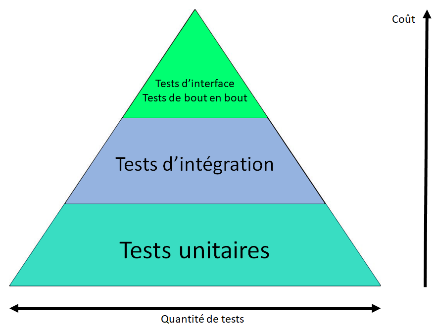 Coût
Tests d'interface
Tests de bout en bout
Tests d'intégration
Tests unitaires
Quantité de tests